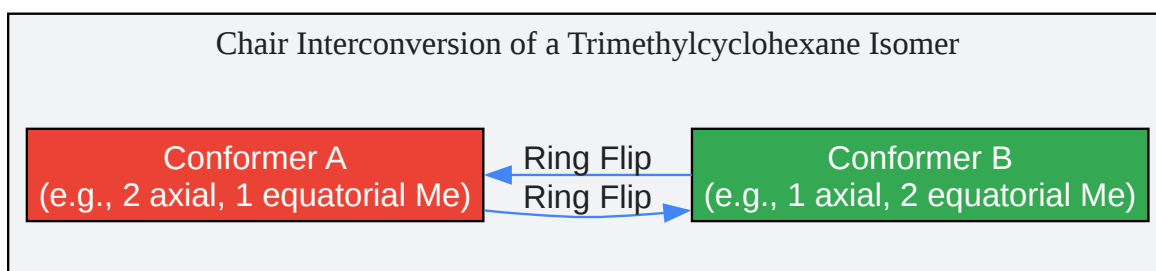 Chair Interconversion of a Trimethylcyclohexane Isomer
Conformer A
(e.g., 2 axial, 1 equatorial Me)
Ring Flip
Ring Flip
Conformer B
(e.g., 1 axial, 2 equatorial Me)